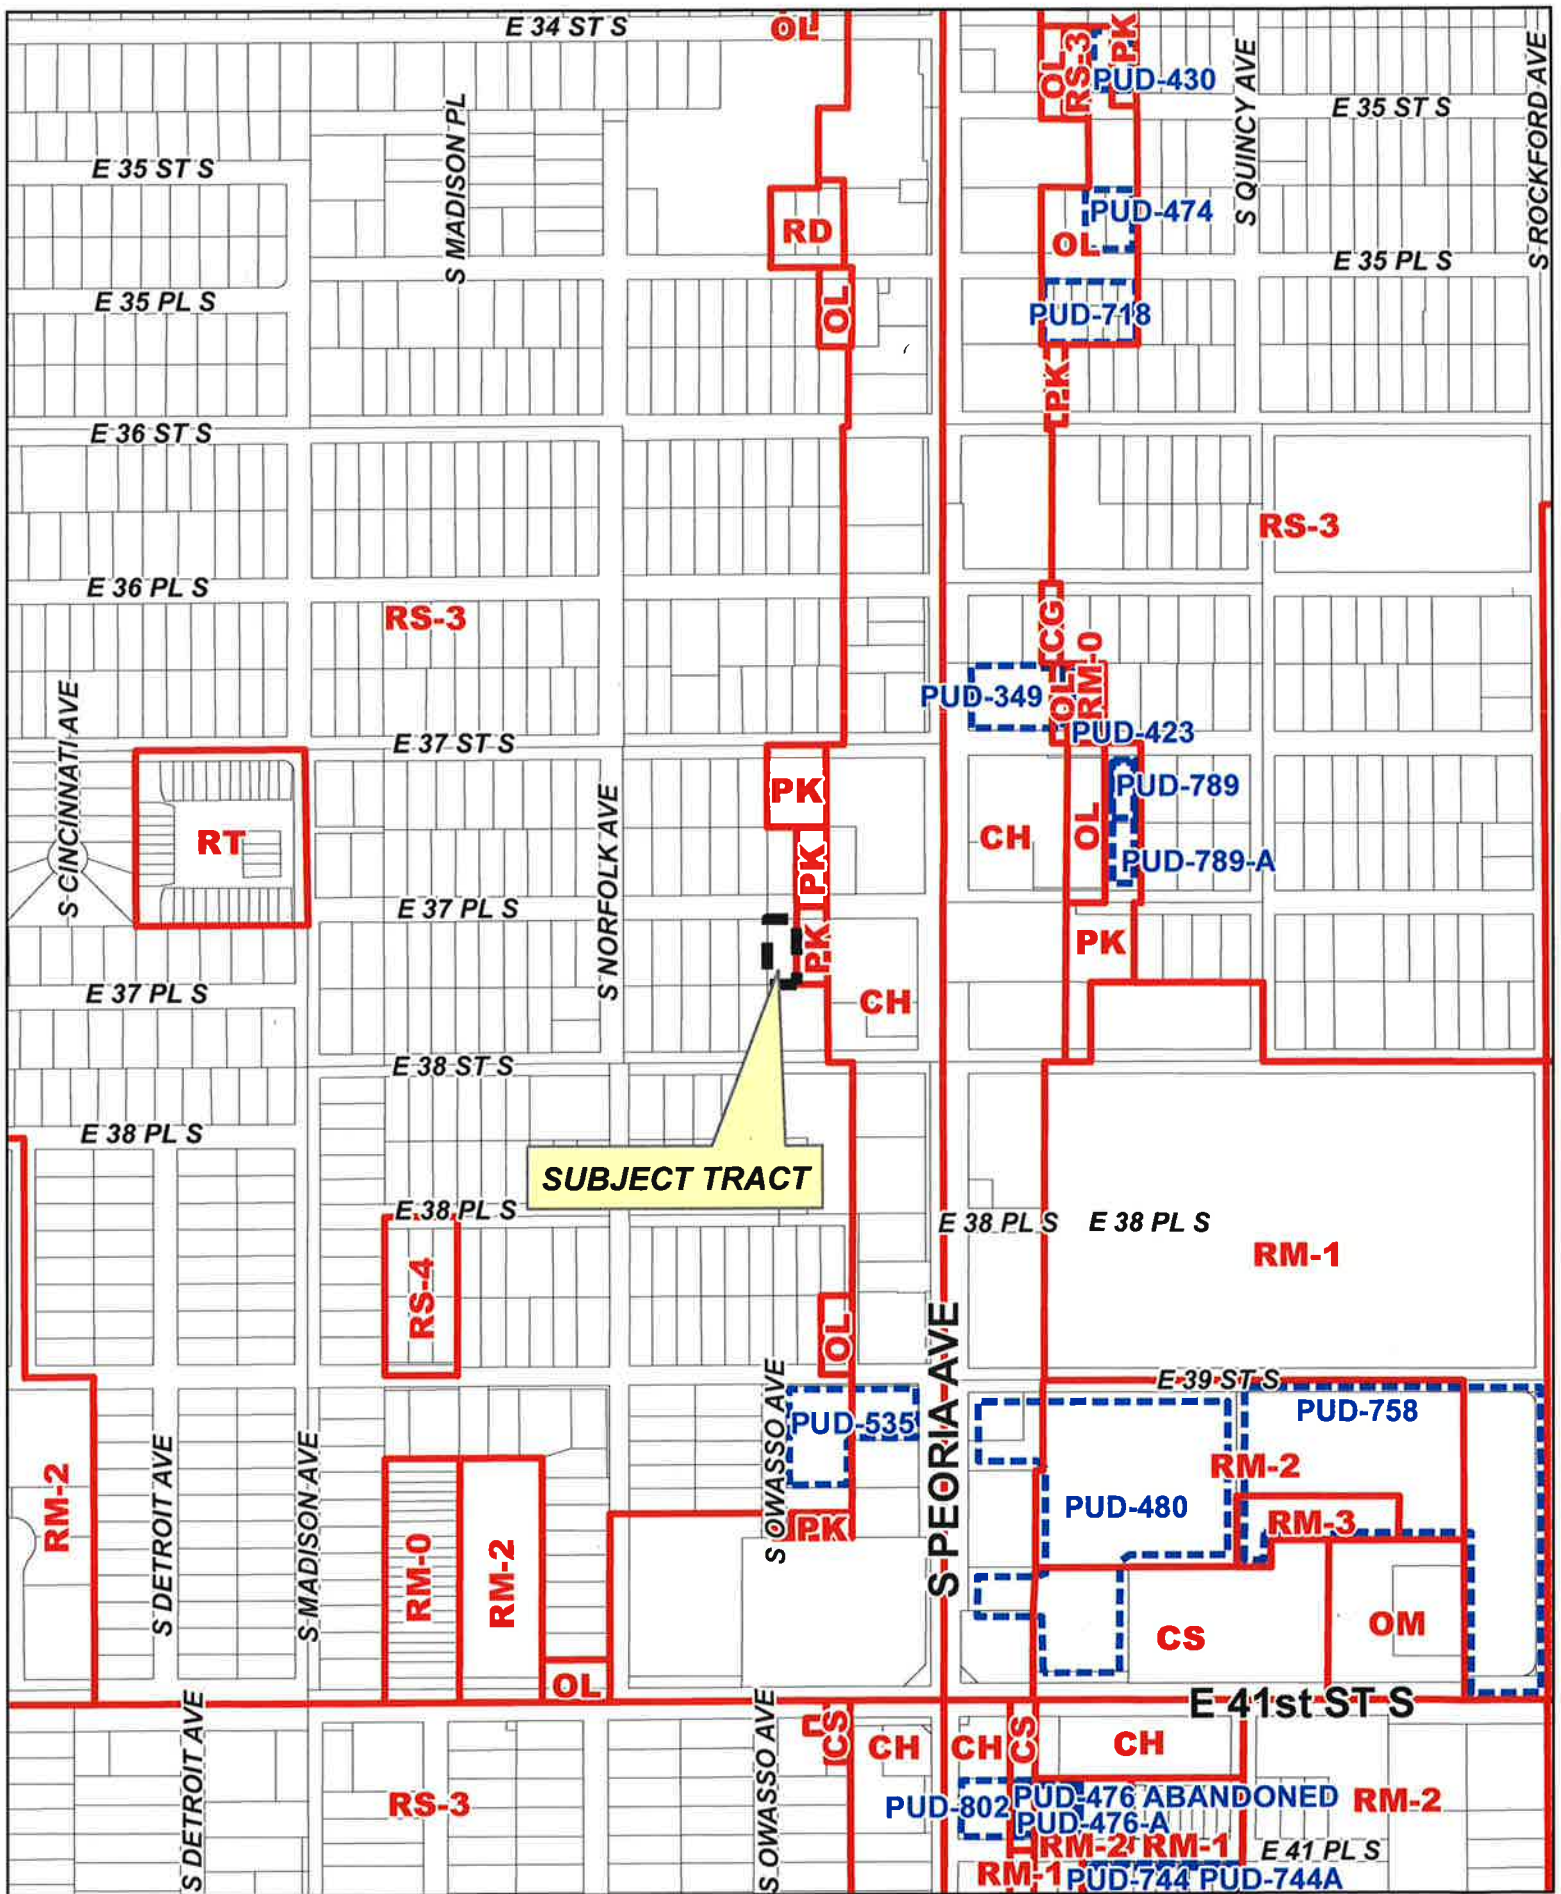 E 34 ST S
OL
OL
RS-3
PK
PUD-430
S QUINCY AVE
E 35 ST S
S ROCKFORD AVE
E 35 ST S
S MADISON PL
RD
PUD-474
OL
E 35 PL S
E 35 PL S
OL
PUD-718
PK
E 36 ST S
RS-3
E 36 PL S
RS-3
CG
RM-0
PUD-349
OL
PUD-423
S CINCINNATI AVE
E 37 ST S
PK
PUD-789
RT
S NORFOLK AVE
PK
CH
OL
PUD-789-A
E 37 PL S
PK
PK
E 37 PL S
CH
E 38 ST S
E 38 PL S
SUBJECT TRACT
E 38 PL S
E 38 PL S
E 38 PL S
RM-1
RS-4
OL
S PEORIA AVE
E 39 ST S
S OWASSO AVE
PUD-535
PUD-758
RM-2
RM-2
S DETROIT AVE
S MADISON AVE
PUD-480
RM-3
PK
RM-0
RM-2
CS
OM
OL
E 41st ST S
S DETROIT AVE
S OWASSO AVE
CS
CH
CH
CS
CH
RS-3
PUD-802
PUD-476 ABANDONED
RM-2
PUD-476-A
RM-2
RM-1
E 41 PL S
RM-1
PUD-744
PUD-744A